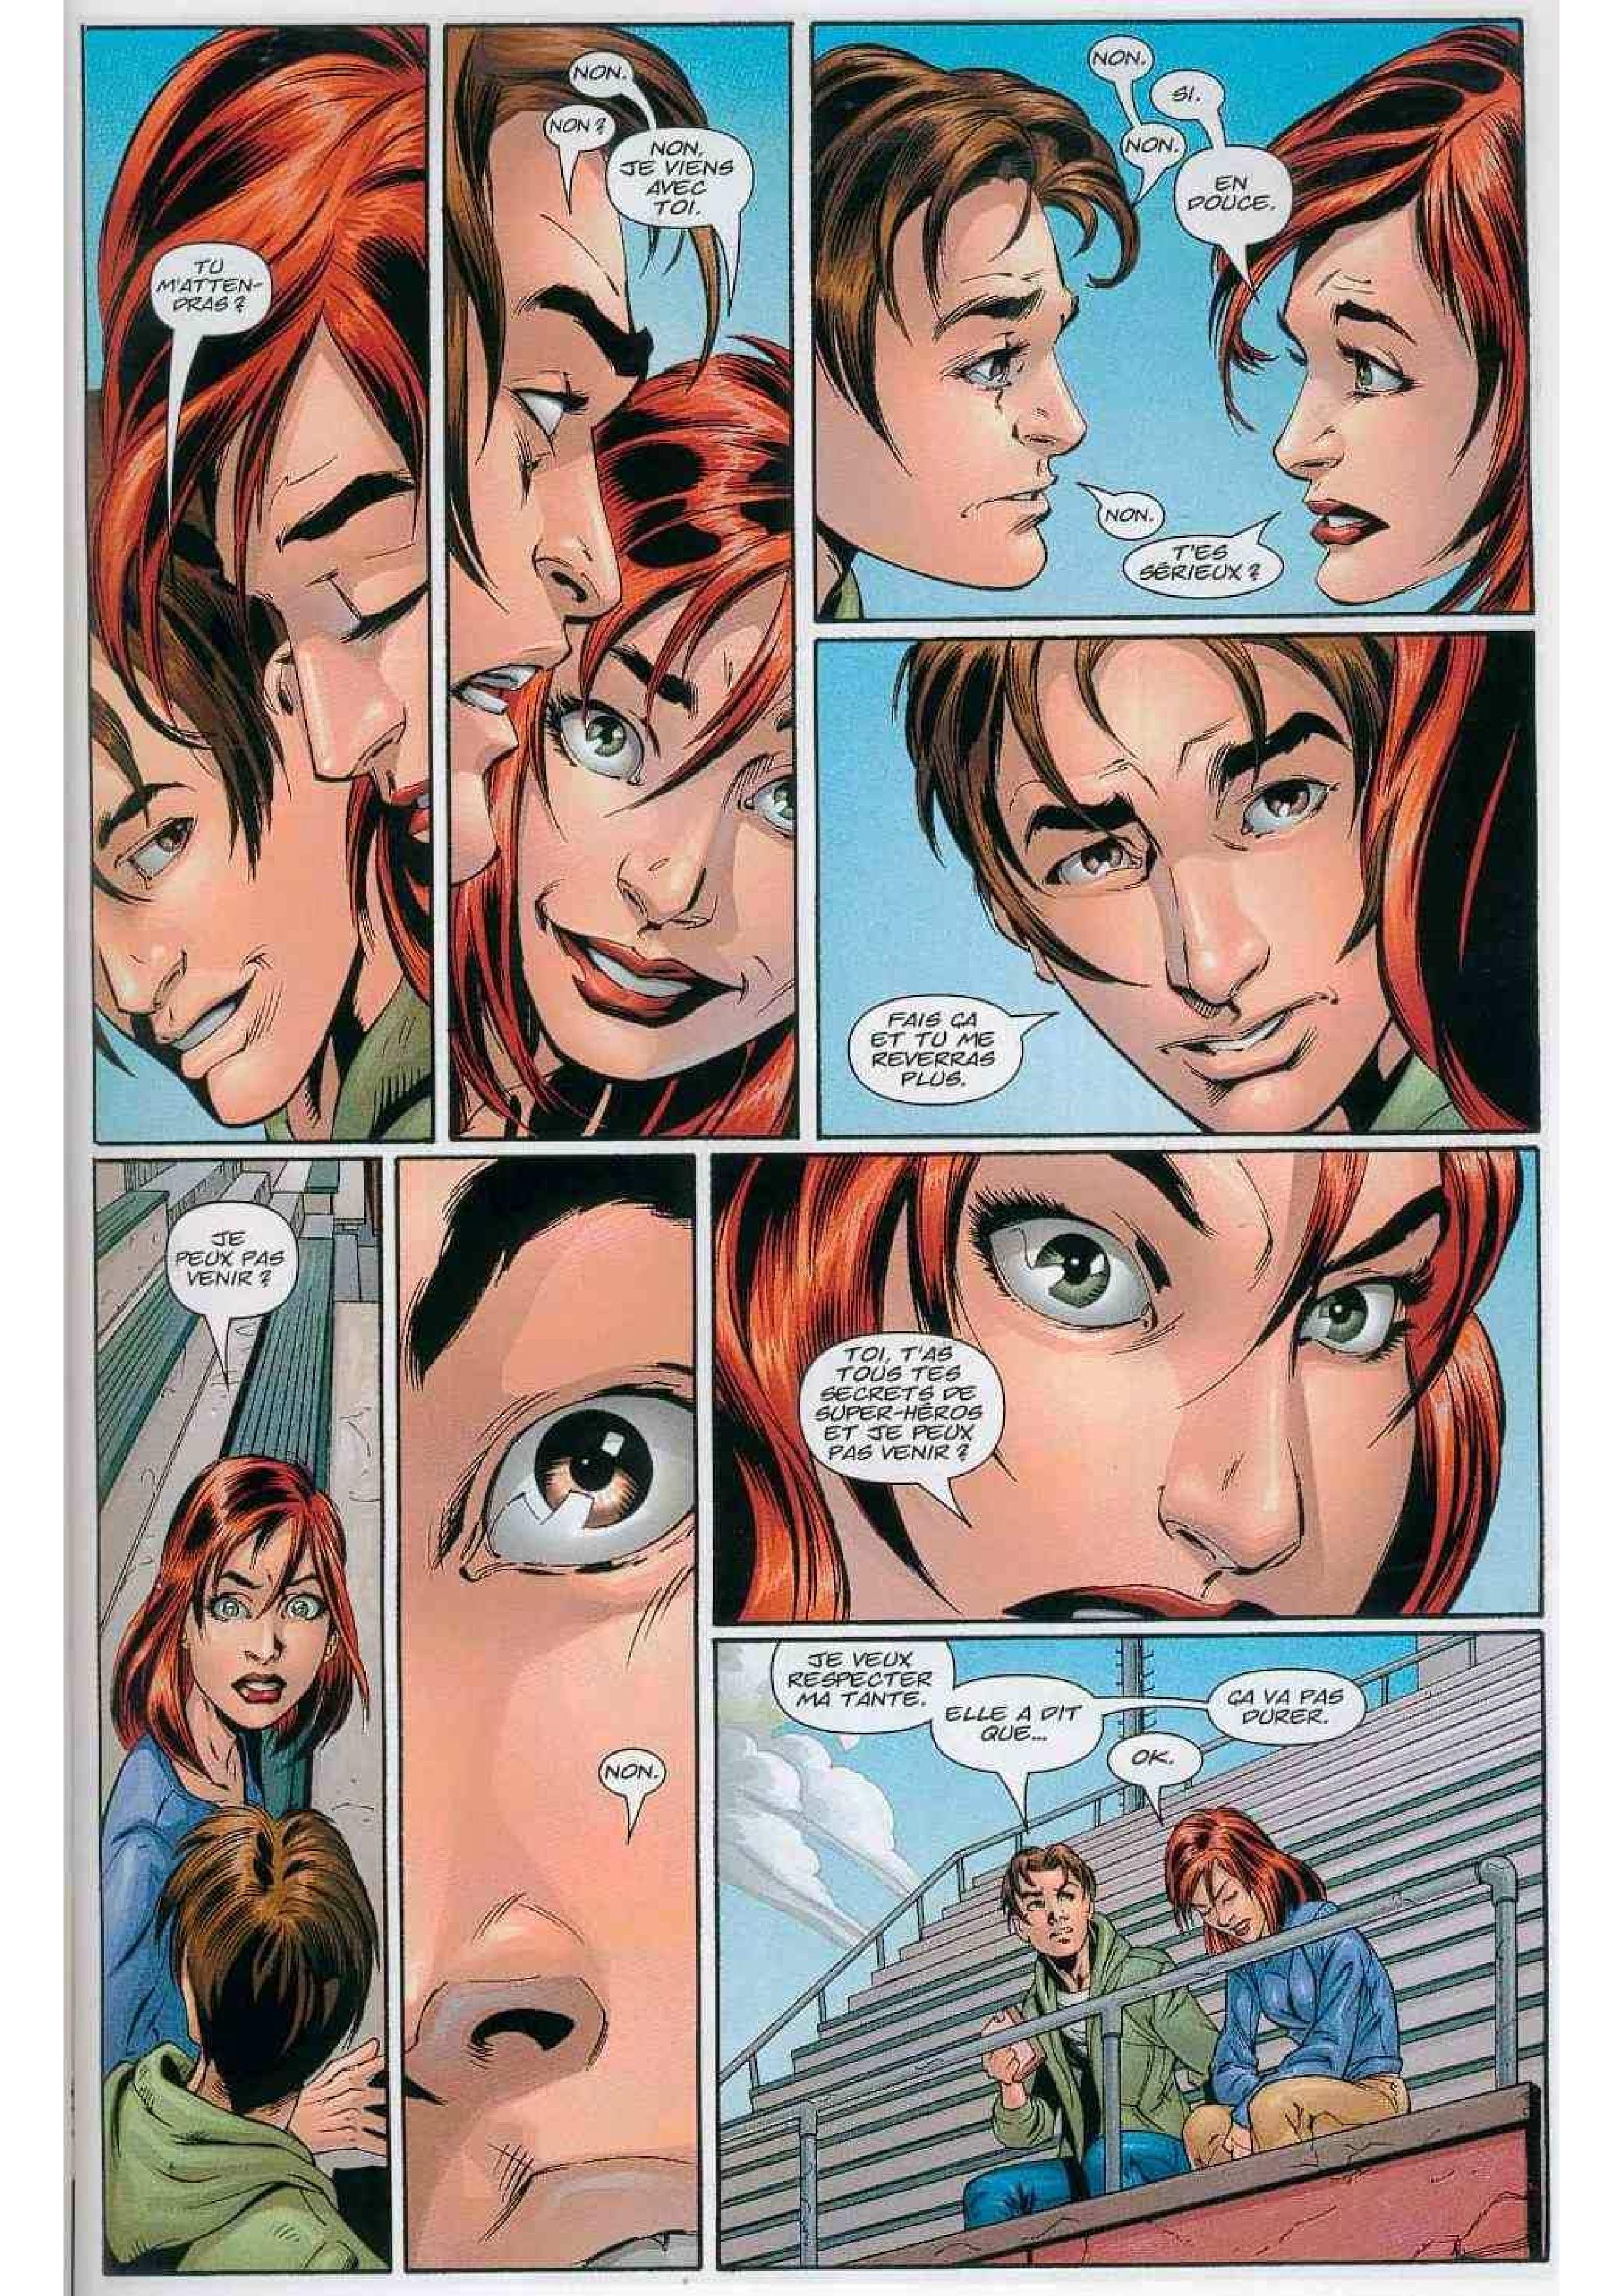 TU
M'ATTEN-
DRAS ?
NON.
NON ?
NON,
JE VIENS
AVEC
TOI.
NON.
SI.
NON.
EN
DOUCE.
NON.
T'ES
SÉRIEUX ?
FAIS ÇA
ET TU ME
REVERRAS
PLUS.
JE
PEUX PAS
VENIR ?
NON.
TOI, T'AS
TOUS TES
SECRETS DE
SUPER-HÉROS
ET JE PEUX
PAS VENIR ?
JE VEUX
RESPECTER
MA TANTE.
ELLE A DIT
QUE...
ÇA VA PAS
DURER.
OK.